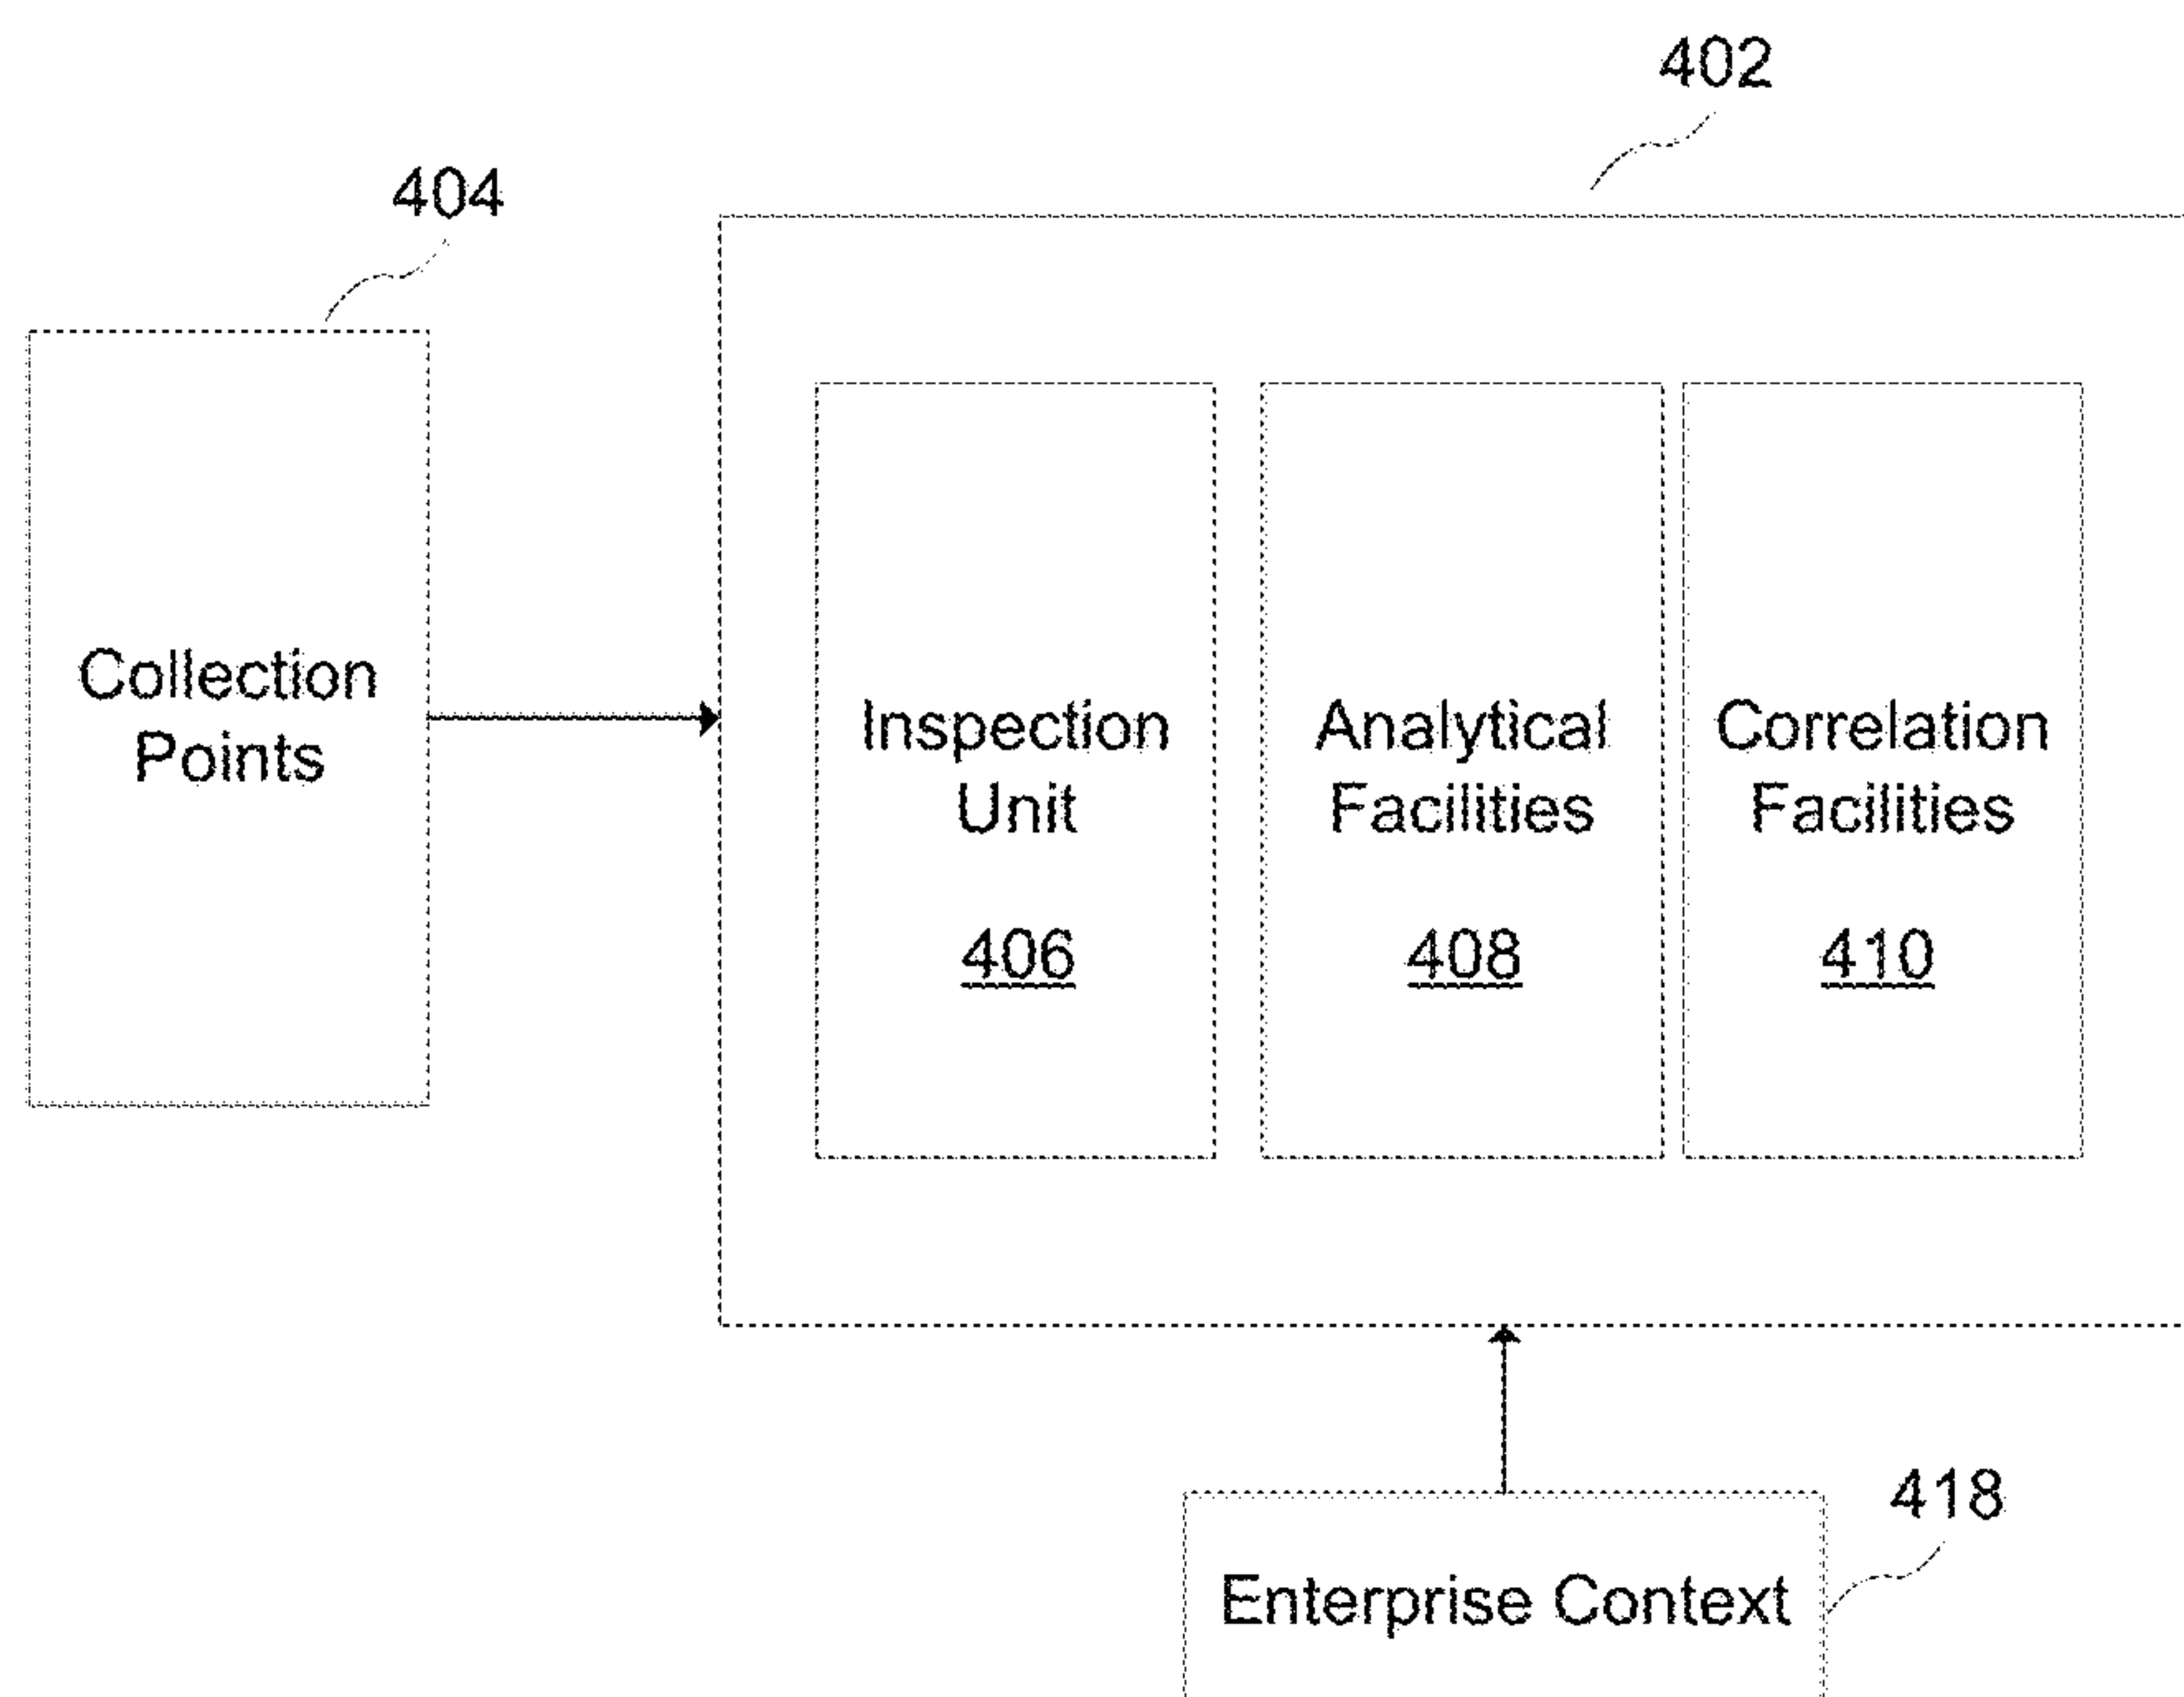 402
404
Collection
Points
Inspection
Unit
406
Analytical
Facilities
408
Correlation
Facilities
410
418
Enterprise Context